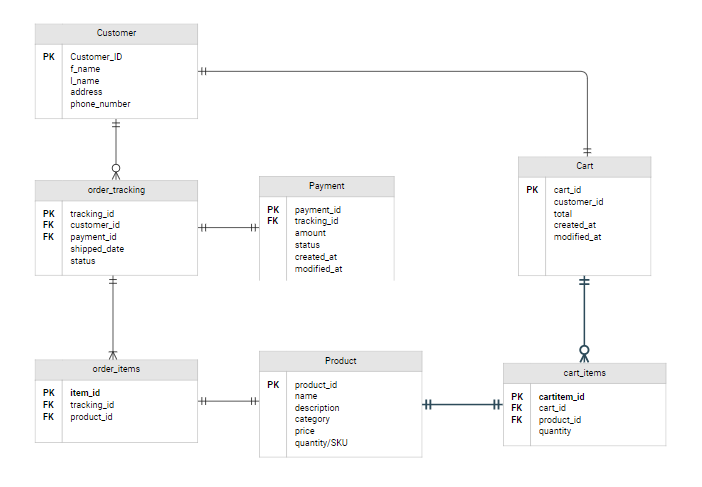 Customer
PK Customer_ID
f_name
l_name
address
phone_number
order_tracking
PK tracking_id
FK customer_id
FK payment_id
shipped_date
status
Payment
PK payment_id
FK tracking_id
amount
status
created_at
modified_at
Cart
PK cart_id
customer_id
total
created_at
modified_at
order_items
PK item_id
FK tracking_id
FK product_id
Product
PK product_id
name
description
category
price
quantity/SKU
cart_items
PK cartitem_id
FK cart_id
FK product_id
quantity